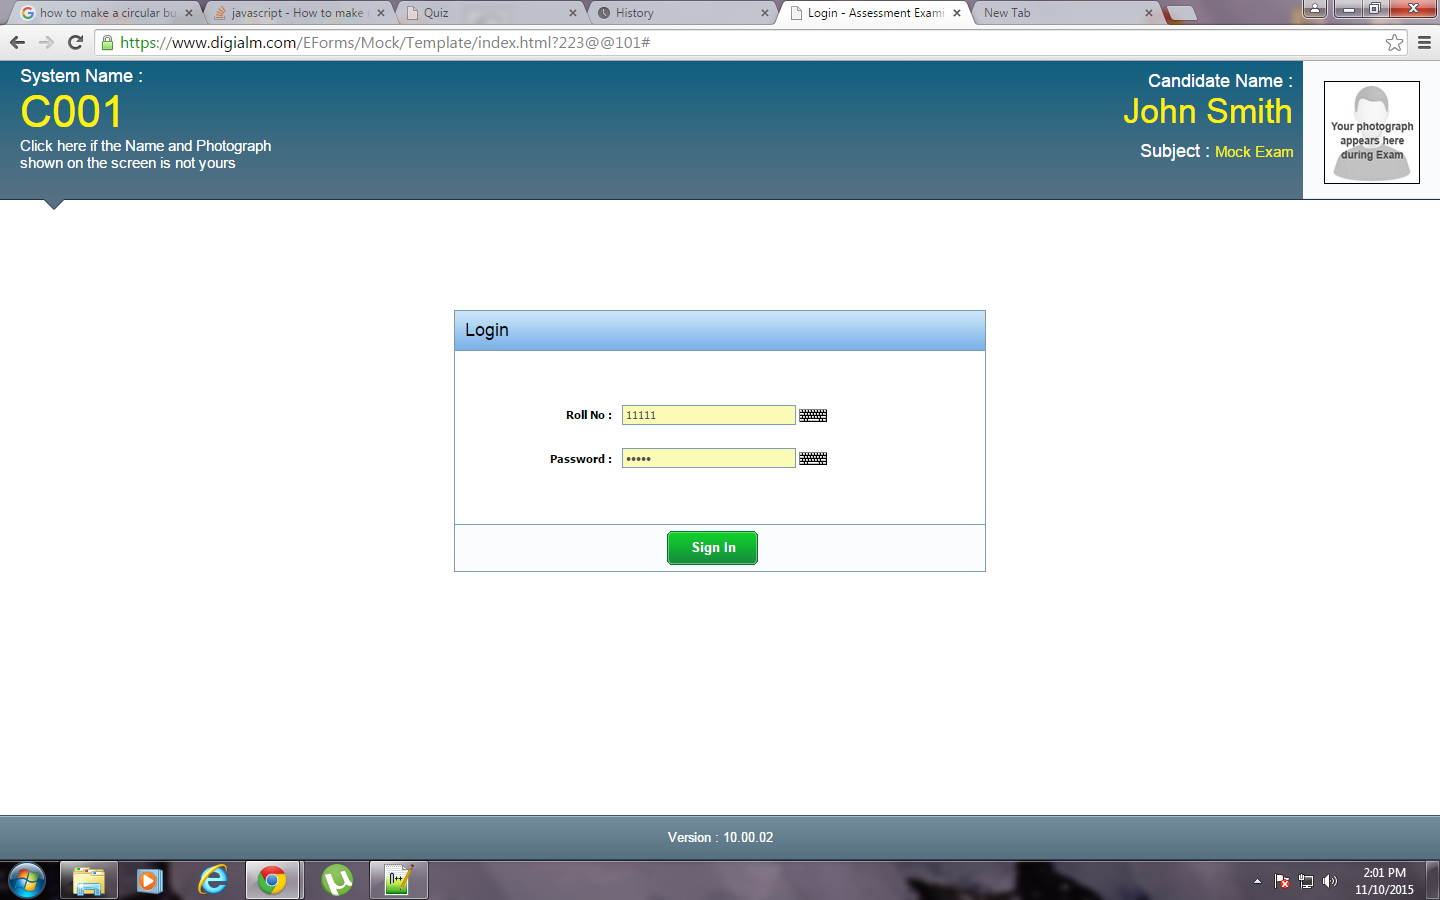 how to make a circular bu
javascript - How to make
Quiz
History
Login - Assessment Exami
New Tab
https://www.digialm.com/EForms/Mock/Template/index.html?223@@101#
System Name :
C001
Click here if the Name and Photograph
shown on the screen is not yours
Candidate Name :
John Smith
Subject : Mock Exam
Your photograph
appears here
during Exam
Login
Roll No : 11111
Password : •••••
Sign In
Version : 10.00.02
2:01 PM
11/10/2015